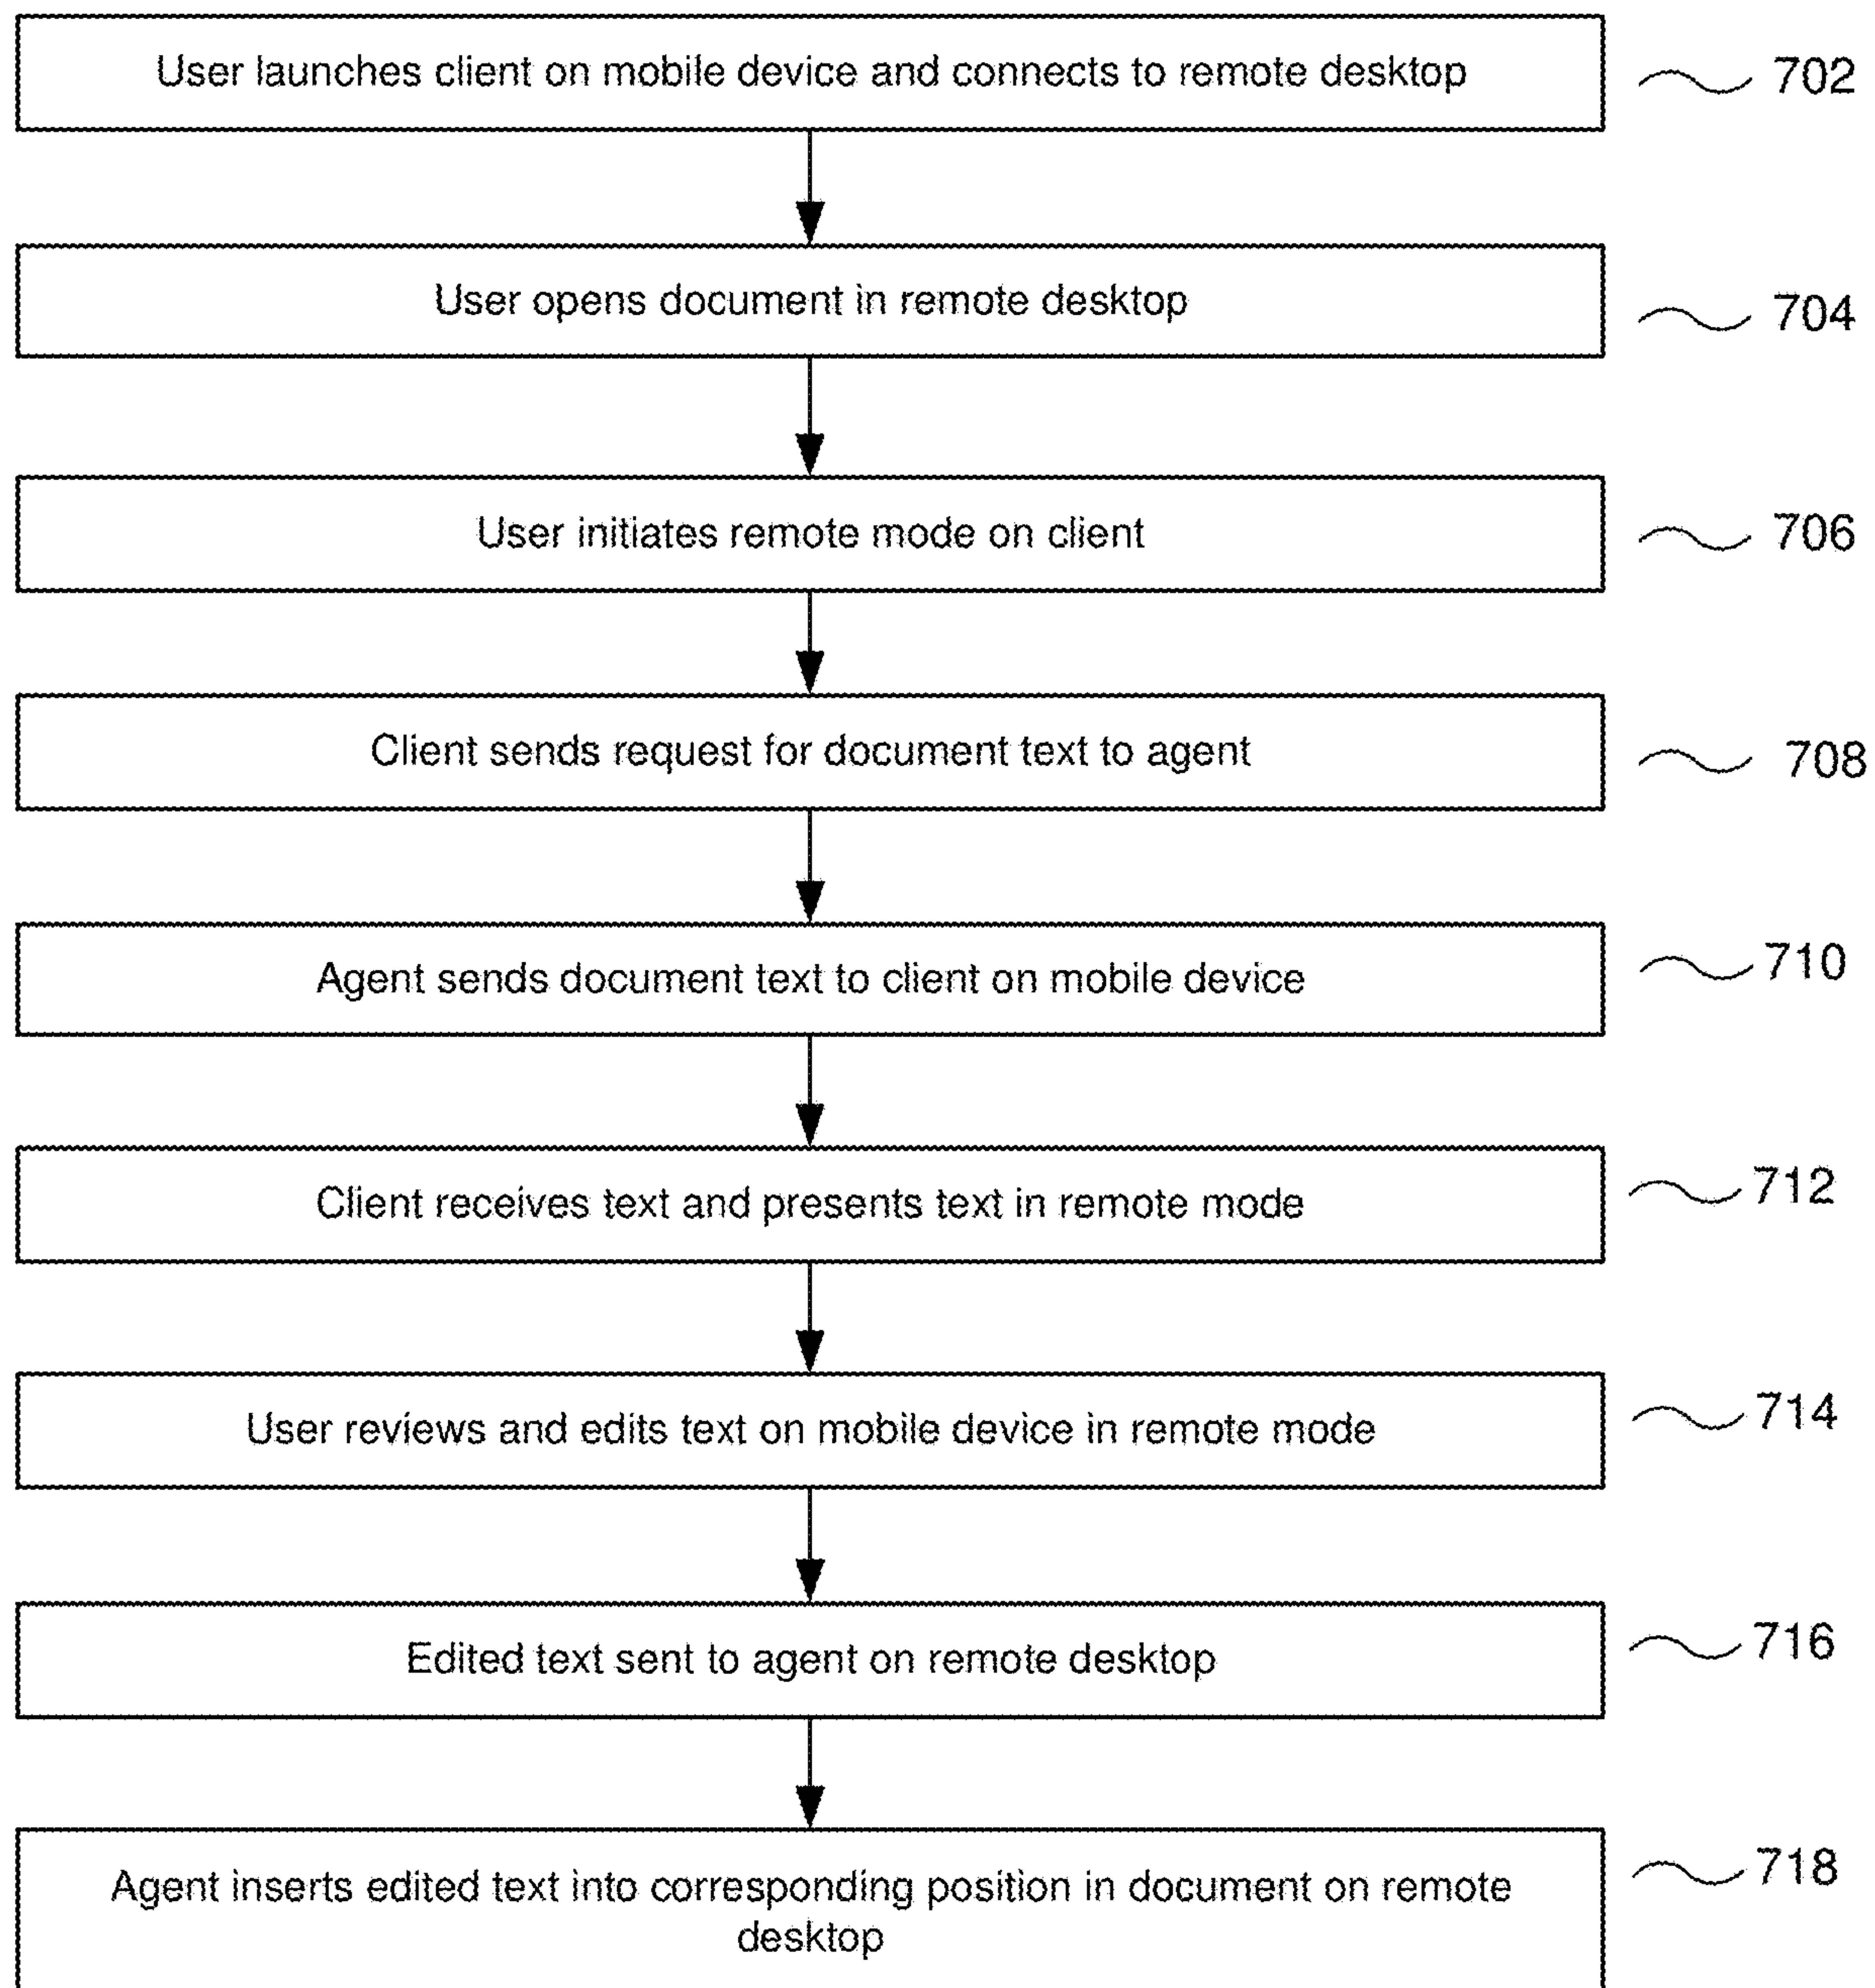 User launches client on mobile device and connects to remote desktop
702
User opens document in remote desktop
704
User initiates remote mode on client
706
Client sends request for document text to agent
708
Agent sends document text to client on mobile device
710
Client receives text and presents text in remote mode
712
User reviews and edits text on mobile device in remote mode
714
Edited text sent to agent on remote desktop
716
Agent inserts edited text into corresponding position in document on remote
desktop
718